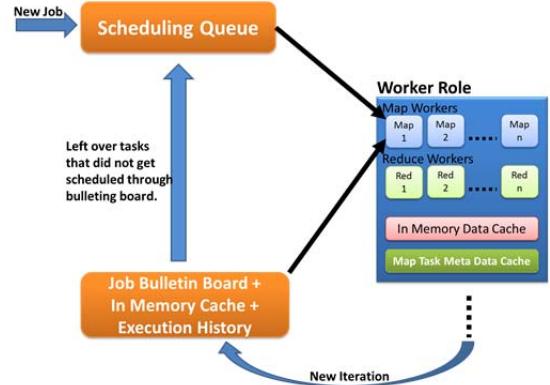 New Job
Scheduling Queue
Worker Role
Map Workers
Map
1
Map
2
Map
n
Reduce Workers
Red
1
Red
2
Red
n
In Memory Data Cache
Map Task Meta Data Cache
Left over tasks
that did not get
scheduled through
bulleting board.
Job Bulletin Board +
In Memory Cache +
Execution History
New Iteration